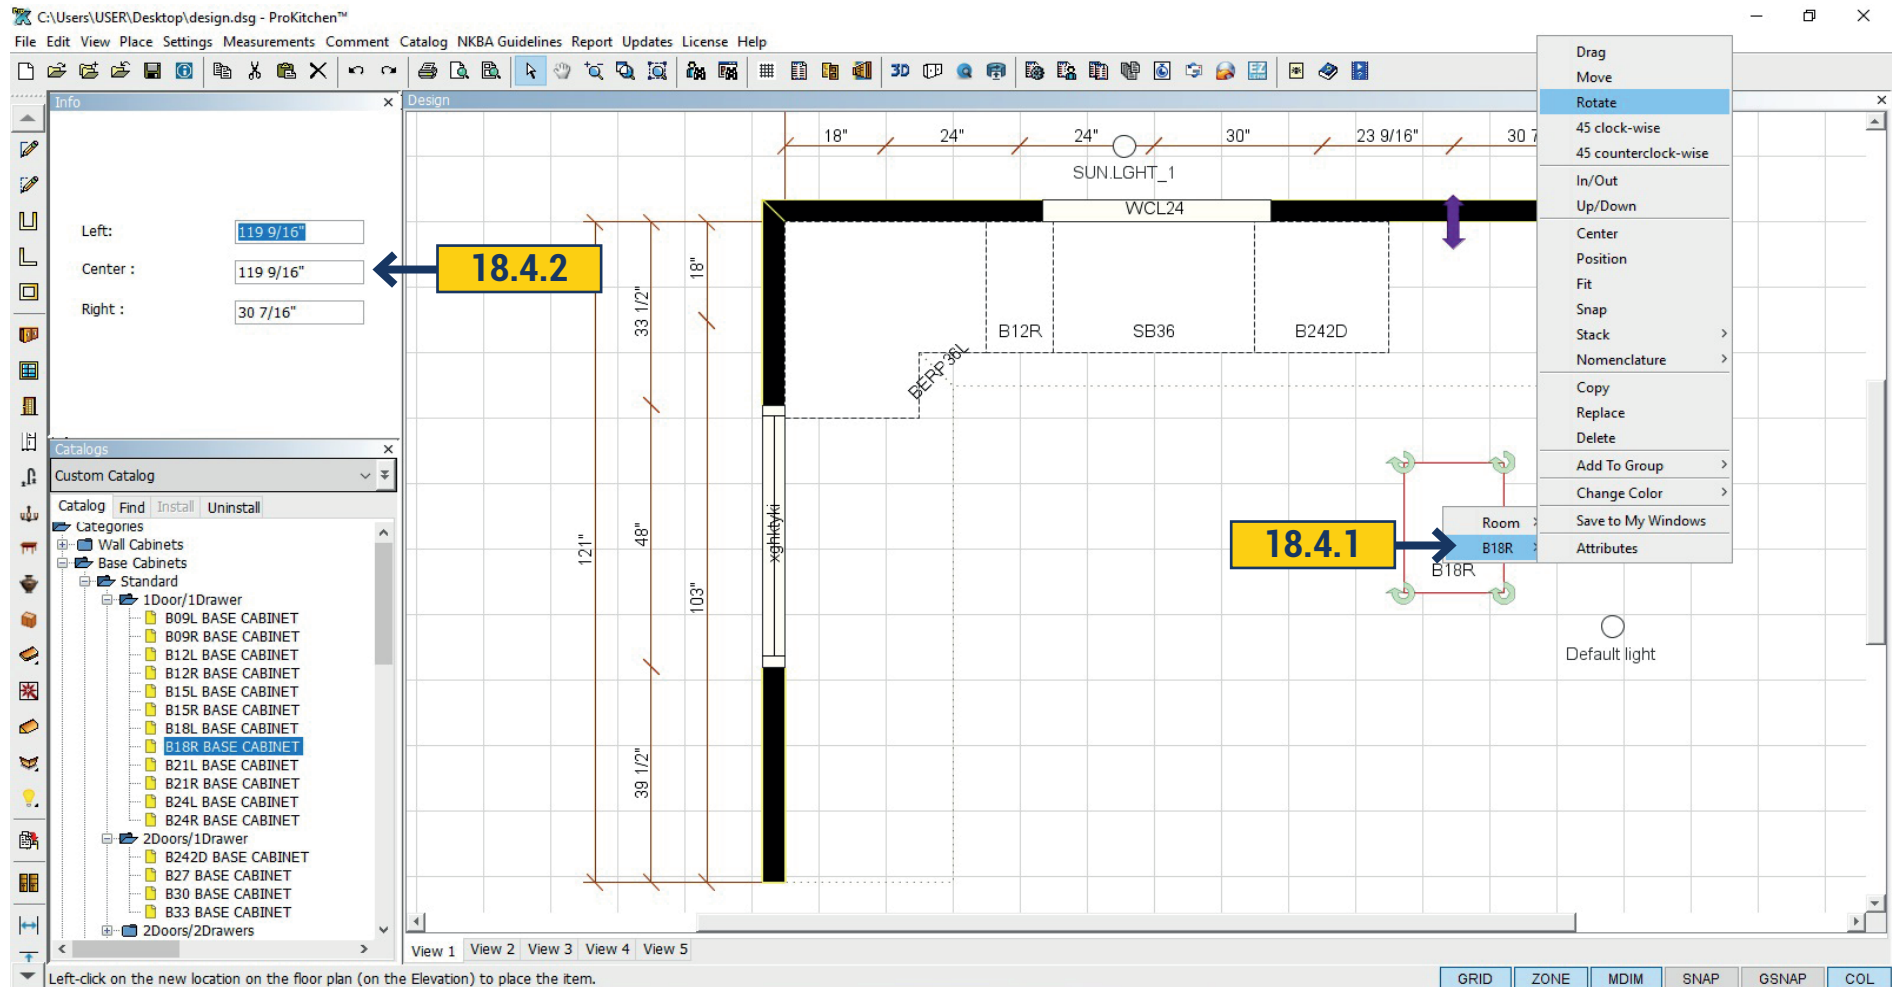 C:\Users\USER\Desktop\design.dsg - ProKitchen™
File Edit View Place Settings Measurements Comment Catalog NKBA Guidelines Report Updates License Help
3D
Info
Left:
119 9/16"
Center :
119 9/16"
Right :
30 7/16"
18.4.2
Catalogs
Custom Catalog
Catalog Find Install Uninstall
Categories
Wall Cabinets
Base Cabinets
Standard
1Door/1Drawer
B09L BASE CABINET
B09R BASE CABINET
B12L BASE CABINET
B12R BASE CABINET
B15L BASE CABINET
B15R BASE CABINET
B18L BASE CABINET
B18R BASE CABINET
B21L BASE CABINET
B21R BASE CABINET
B24L BASE CABINET
B24R BASE CABINET
2Doors/1Drawer
B242D BASE CABINET
B27 BASE CABINET
B30 BASE CABINET
B33 BASE CABINET
2Doors/2Drawers
Design
18" 24" 24" 30" 23 9/16" 30 7
SUN.LGHT_1
WCL24
18"
33 1/2"
B12R SB36 B242D
BERP36L
121"
48"
xghktyki
103"
39 1/2"
18.4.1
Room
B18R
B18R
Default light
Drag
Move
Rotate
45 clock-wise
45 counterclock-wise
In/Out
Up/Down
Center
Position
Fit
Snap
Stack
Nomenclature
Copy
Replace
Delete
Add To Group
Change Color
Save to My Windows
Attributes
View 1 View 2 View 3 View 4 View 5
Left-click on the new location on the floor plan (on the Elevation) to place the item.
GRID ZONE MDIM SNAP GSNAP COL